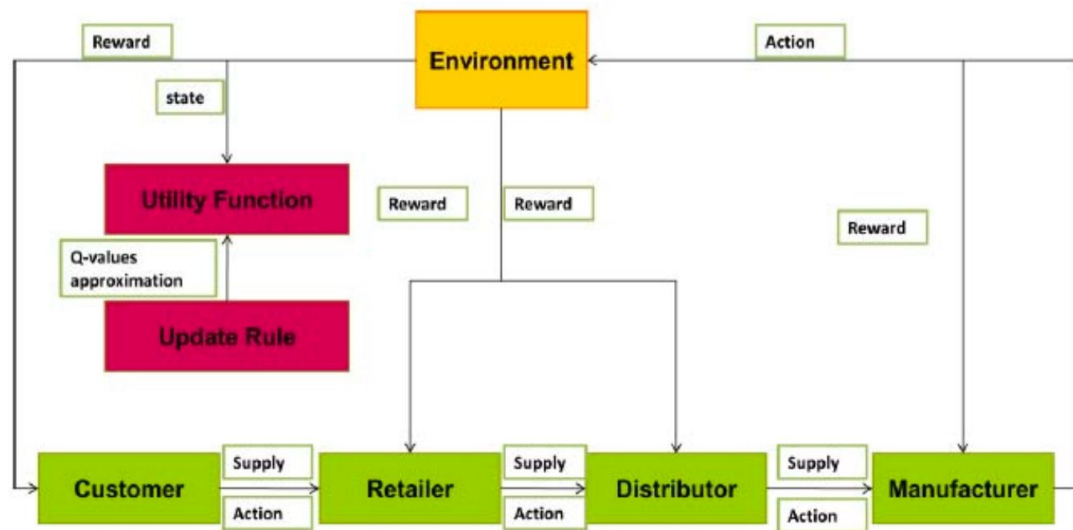 Reward
Environment
Action
state
Utility Function
Reward
Reward
Reward
Q-values
approximation
Update Rule
Customer
Supply
Action
Retailer
Supply
Action
Distributor
Supply
Action
Manufacturer